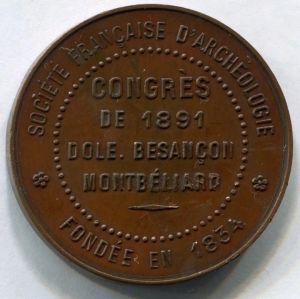 SOCIÉTÉ FRANÇAISE D'ARCHÉOLOGIE
CONGRÈS
DE 1891
DOLE. BESANÇON
MONTBÉLIARD
FONDÉE EN 1834